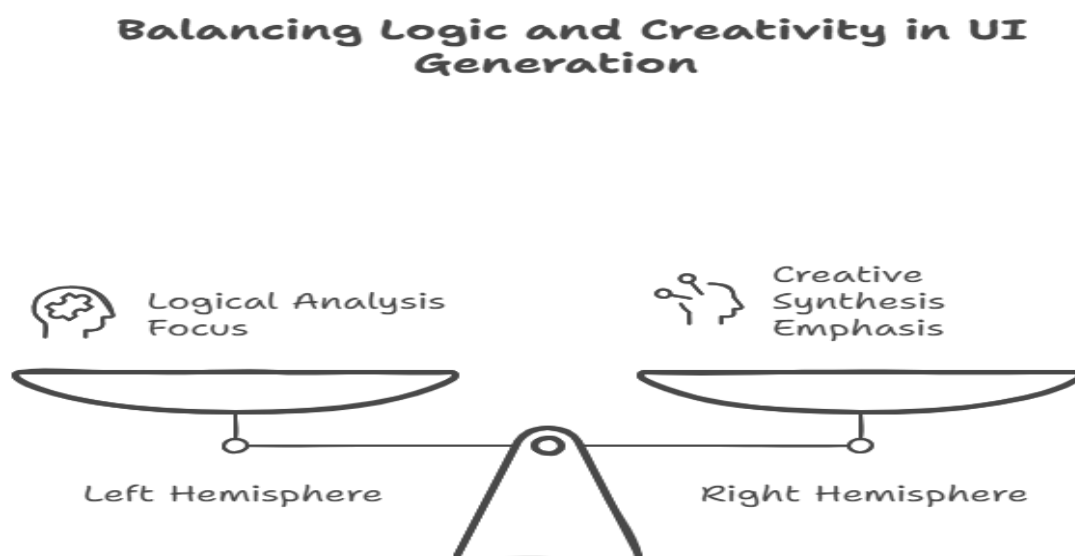 Balancing Logic and Creativity in UI
Generation
Logical Analysis
Focus
Creative
Synthesis
Emphasis
Left Hemisphere
Right Hemisphere